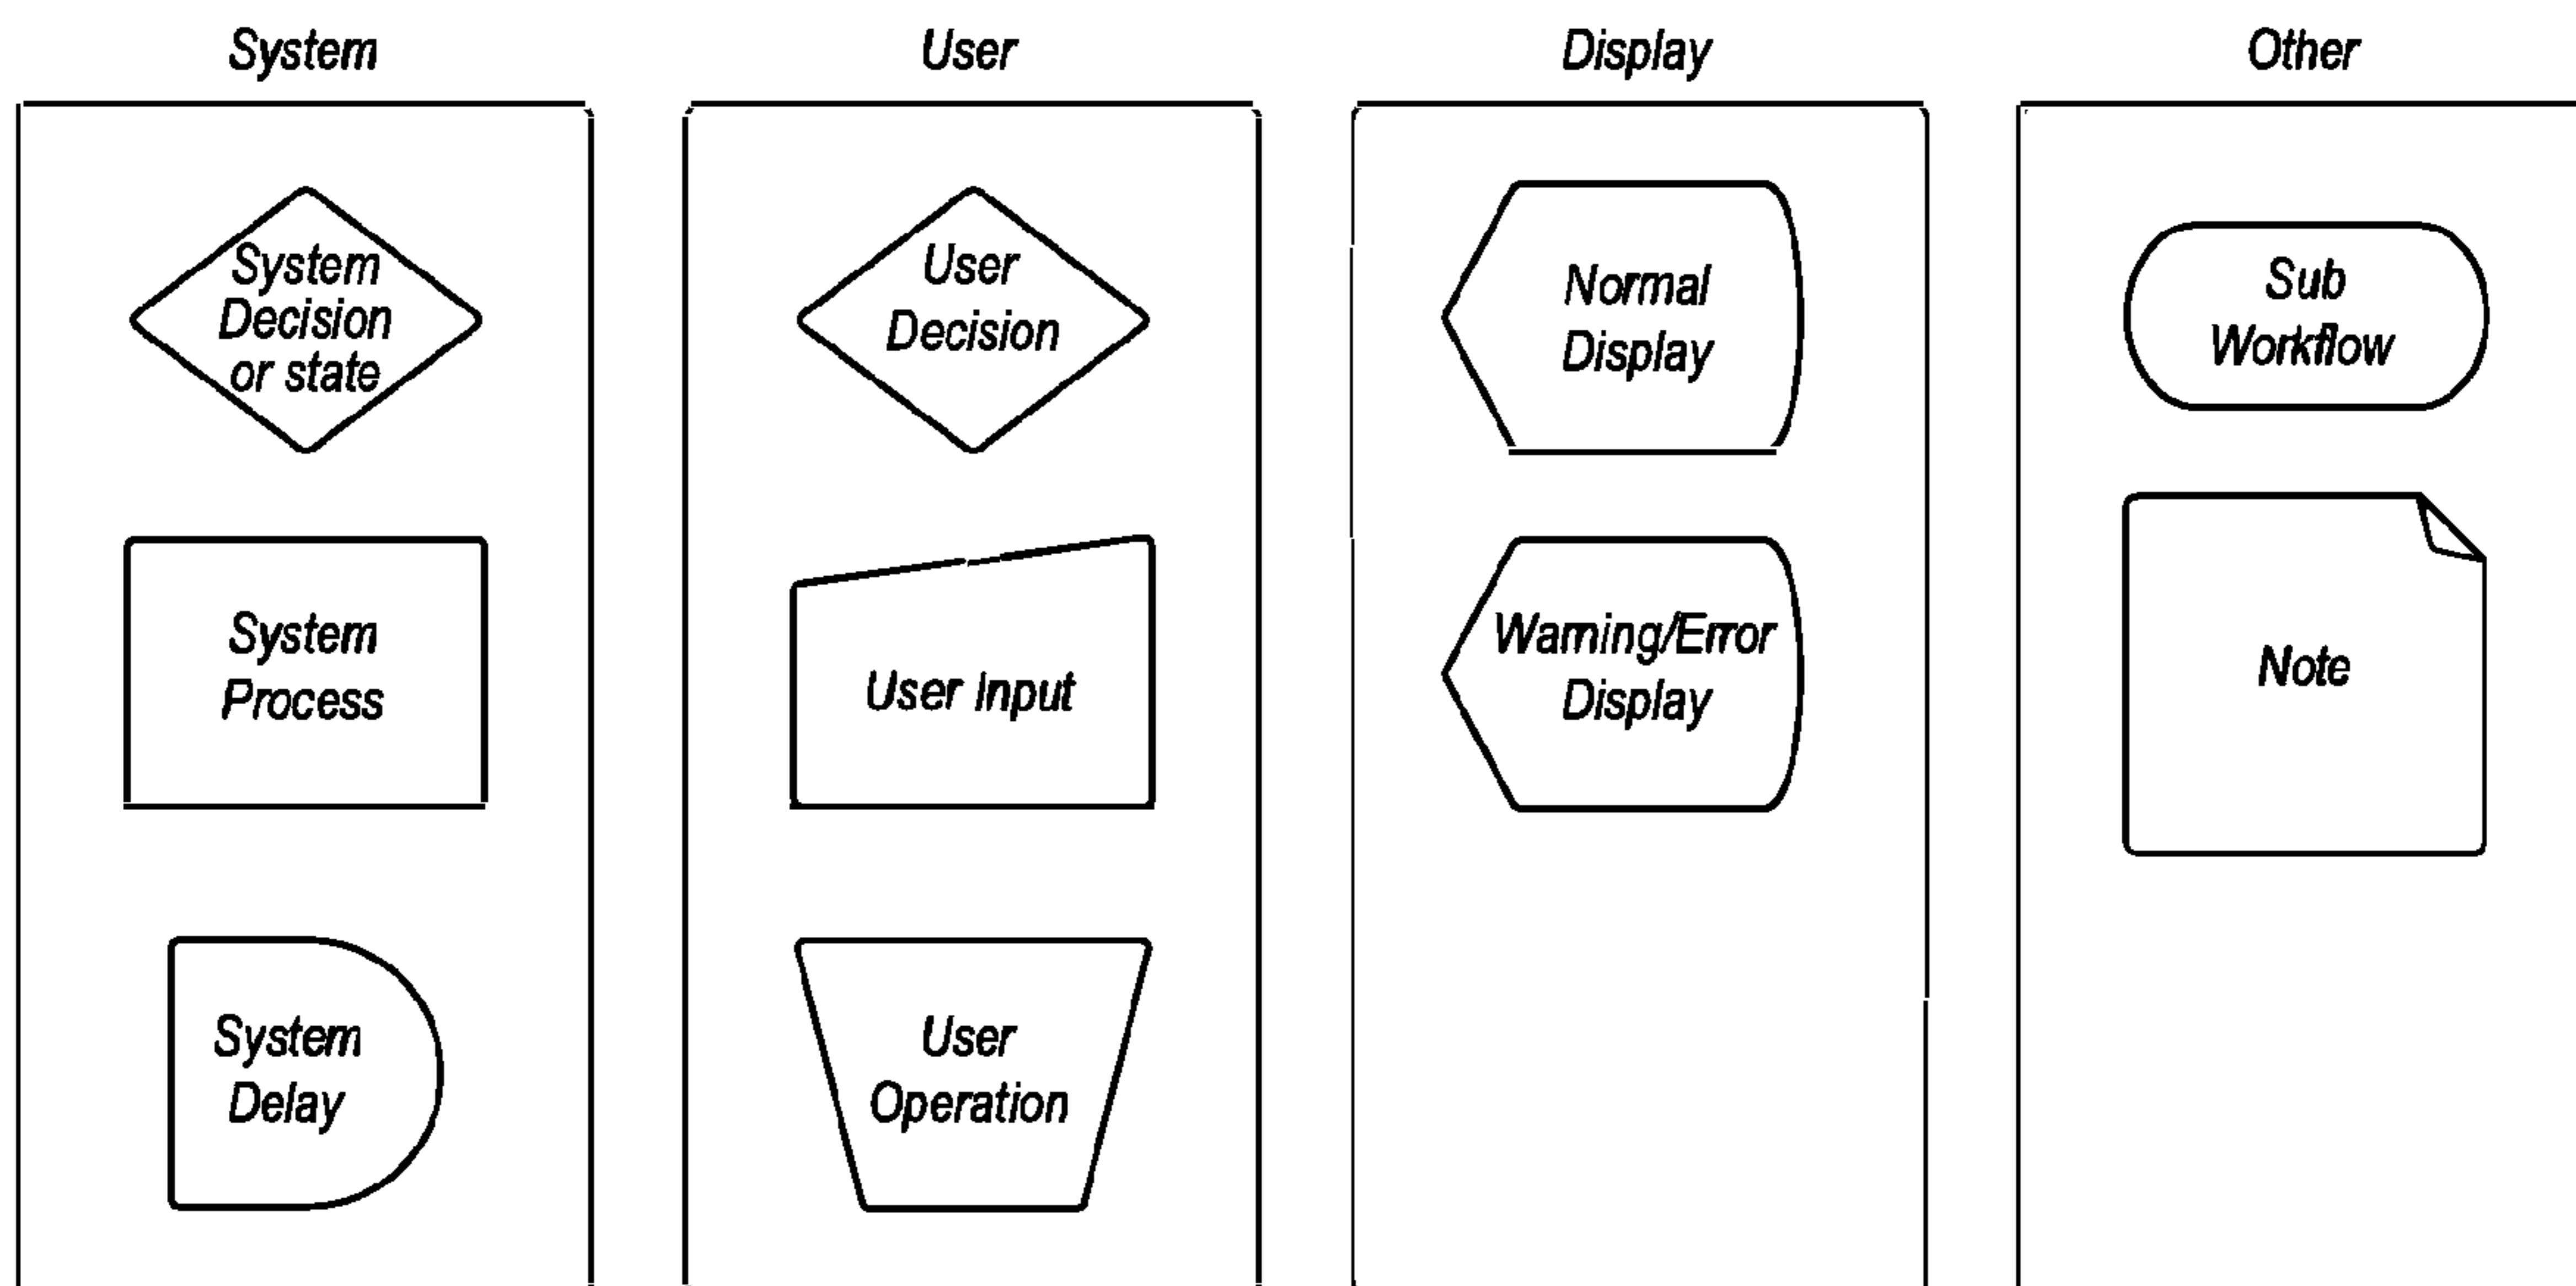 System
System
Decision
or state
System
Process
System
Delay
User
User
Decision
User Input
User
Operation
Display
Normal
Display
Warning/Error
Display
Other
Sub
Workflow
Note